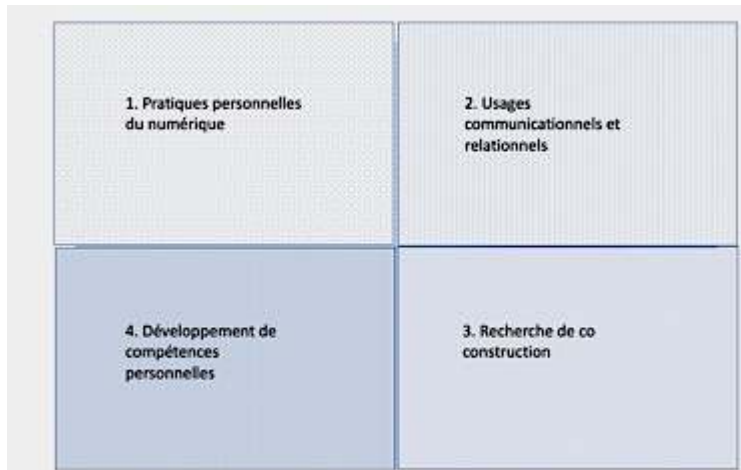 1. Pratiques personnelles
du numérique
2. Usages
communicationnels et
relationnels
4. Développement de
compétences
personnelles
3. Recherche de co
construction